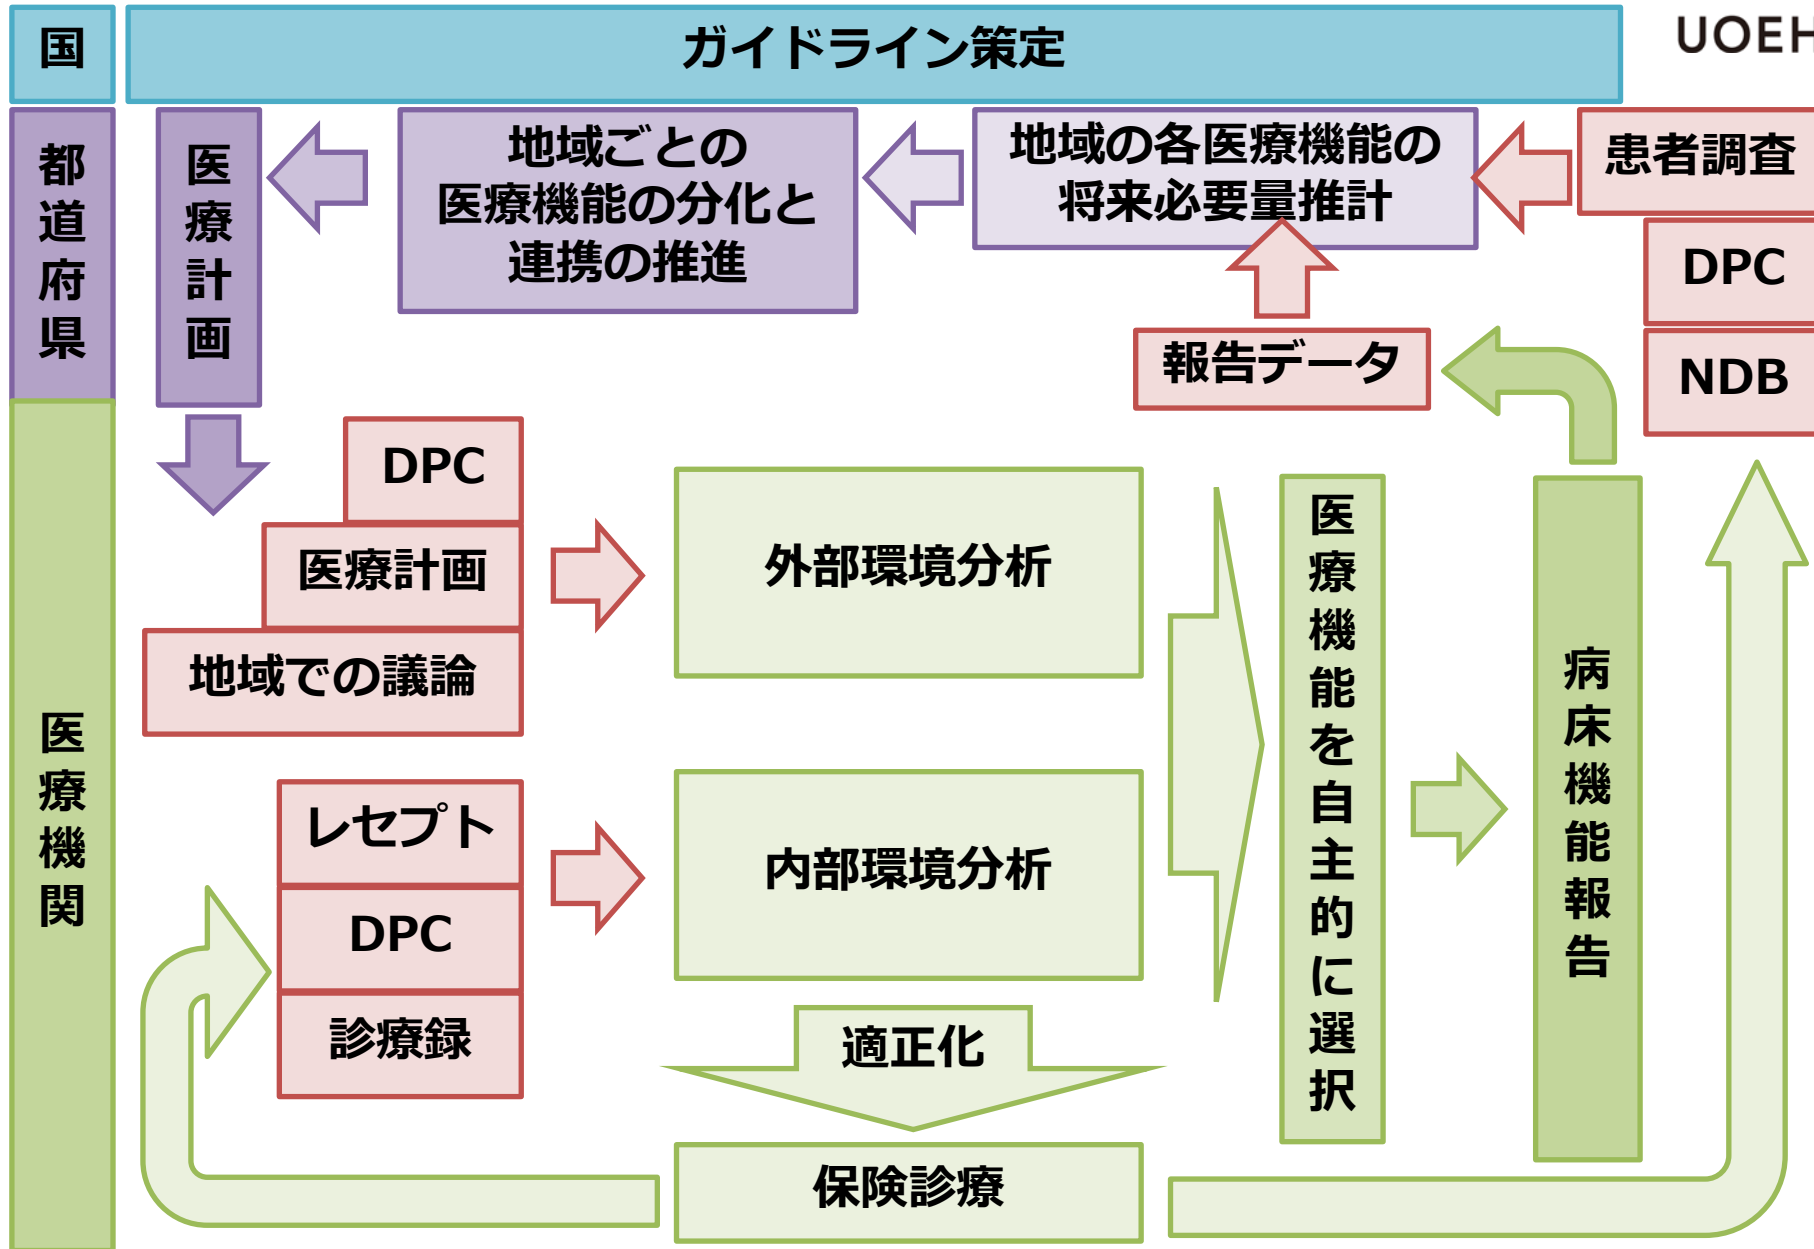 国
ガイドライン策定
UOEH
都道府県
医療計画
地域ごとの
医療機能の分化と
連携の推進
地域の各医療機能の
将来必要量推計
患者調査
DPC
NDB
報告データ
医療機関
DPC
医療計画
地域での議論
外部環境分析
医療機能を自主的に選択
病床機能報告
レセプト
DPC
診療録
内部環境分析
適正化
保険診療